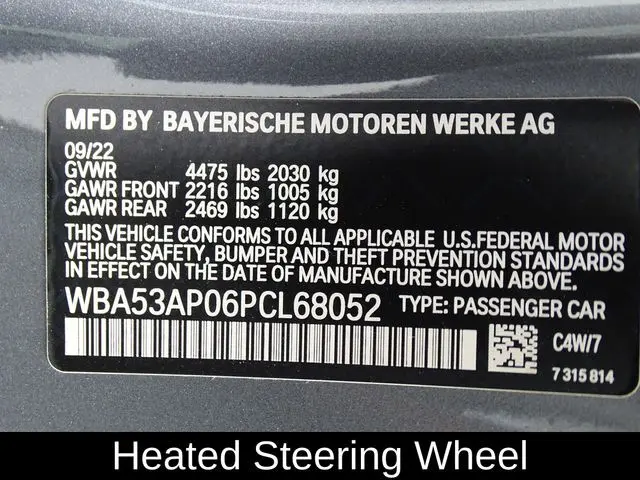 MFD BY BAYERISCHE MOTOREN WERKE AG
09/22
GVWR 4475 lbs 2030 kg
GAWR FRONT 2216 lbs 1005 kg
GAWR REAR 2469 lbs 1120 kg
THIS VEHICLE CONFORMS TO ALL APPLICABLE U.S.FEDERAL MOTOR
VEHICLE SAFETY, BUMPER AND THEFT PREVENTION STANDARDS
IN EFFECT ON THE DATE OF MANUFACTURE SHOWN ABOVE.
WBA53AP06PCL68052 TYPE: PASSENGER CAR
C4W/7
7 315 814
Heated Steering Wheel